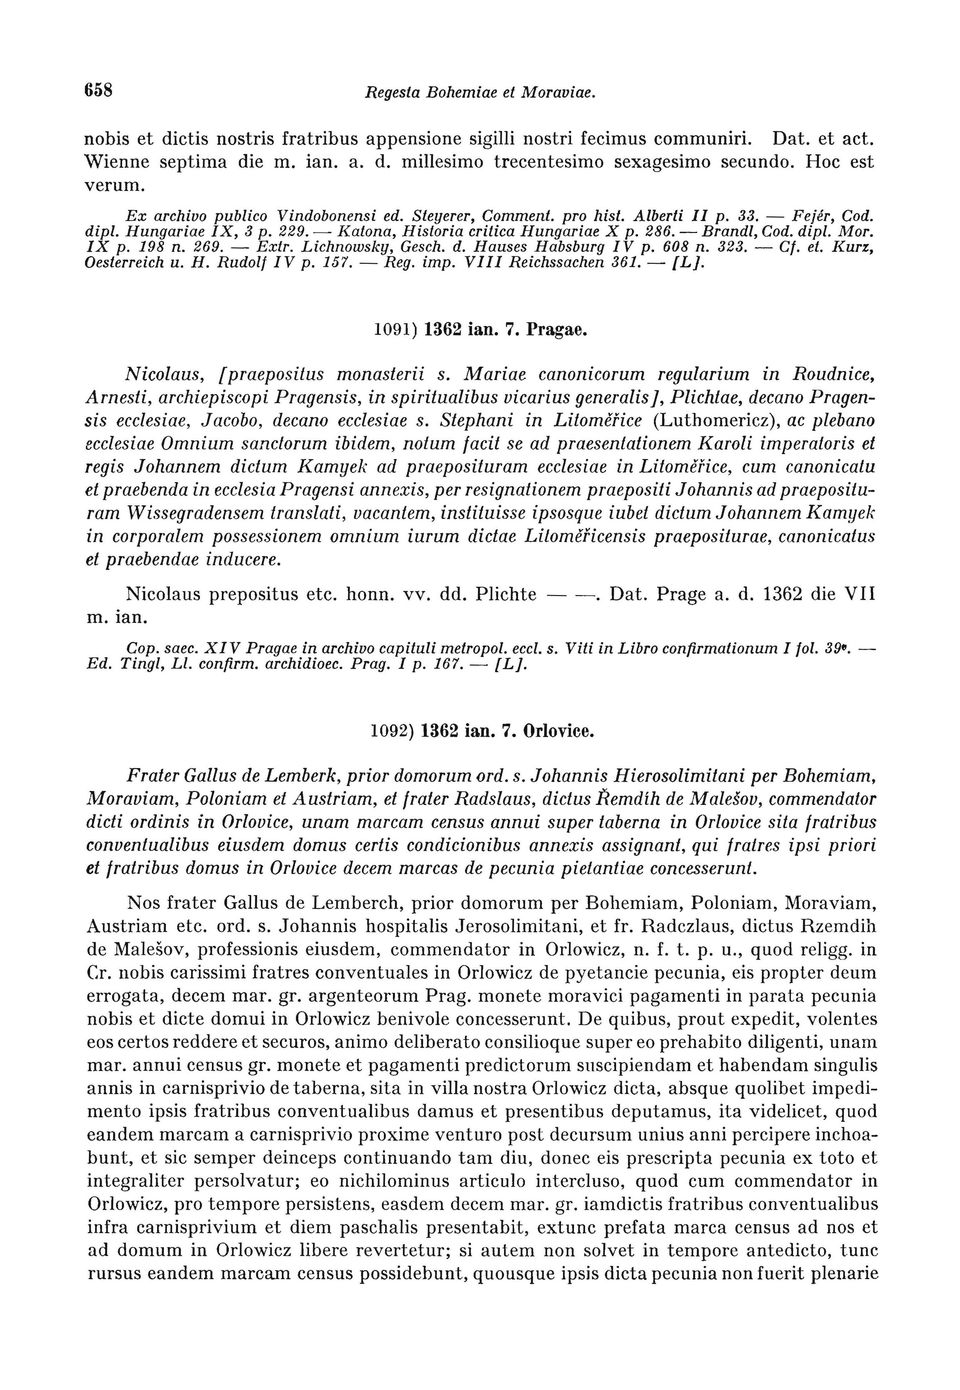 658 Regesta Bohemiae et Moraviae.
nobis et dictis nostris fratribus appensione sigilli nostri fecimus communiri. Dat. et act.
Wienne septima die m. ian. a. d. millesimo trecentesimo sexagesimo secundo. Hoc est
verum.
Ex archivo publico Vindobonensi ed. Steyerer, Comment. pro hist. Alberti II p. 33. — Fejér, Cod.
dipl. Hungariae IX, 3 p. 229. — Katona, Historia critica Hungariae X p. 286. — Brandl, Cod. dipl. Mor.
IX p. 198 n. 269. — Extr. Lichnowsky, Gesch. d. Hauses Habsburg IV p. 608 n. 323. — Cf. et. Kurz,
Oesterreich u. H. Rudolf IV p. 157. — Reg. imp. VIII Reichssachen 361. — [L].
1091) 1362 ian. 7. Pragae.
Nicolaus, [praepositus monasterii s. Mariae canonicorum regularium in Roudnice,
Arnesti, archiepiscopi Pragensis, in spiritualibus vicarius generalis], Plichtae, decano Pragen-
sis ecclesiae, Jacobo, decano ecclesiae s. Stephani in Litoměřice (Luthomericz), ac plebano
ecclesiae Omnium sanctorum ibidem, notum facit se ad praesentationem Karoli imperatoris et
regis Johannem dictum Kamyek ad praeposituram ecclesiae in Litoměřice, cum canonicatu
et praebenda in ecclesia Pragensi annexis, per resignationem praepositi Johannis ad praepositu-
ram Wissegradensem translati, vacantem, instituisse ipsosque iubet dictum Johannem Kamyek
in corporalem possessionem omnium iurum dictae Litoměřicensis praepositurae, canonicatus
et praebendae inducere.
Nicolaus prepositus etc. honn. vv. dd. Plichte — —. Dat. Prage a. d. 1362 die VII
m. ian.
Cop. saec. XIV Pragae in archivo capituli metropol. eccl. s. Viti in Libro confirmationum I fol. 39ᵛ. —
Ed. Tingl, Ll. confirm. archidioec. Prag. I p. 167. — [L].
1092) 1362 ian. 7. Orlovice.
Frater Gallus de Lemberk, prior domorum ord. s. Johannis Hierosolimitani per Bohemiam,
Moraviam, Poloniam et Austriam, et frater Radslaus, dictus Řemdih de Malešov, commendator
dicti ordinis in Orlovice, unam marcam census annui super taberna in Orlovice sita fratribus
conventualibus eiusdem domus certis condicionibus annexis assignant, qui fratres ipsi priori
et fratribus domus in Orlovice decem marcas de pecunia pietantiae concesserunt.
Nos frater Gallus de Lemberch, prior domorum per Bohemiam, Poloniam, Moraviam,
Austriam etc. ord. s. Johannis hospitalis Jerosolimitani, et fr. Radczlaus, dictus Rzemdih
de Malešov, professionis eiusdem, commendator in Orlowicz, n. f. t. p. u., quod religg. in
Cr. nobis carissimi fratres conventuales in Orlowicz de pyetancie pecunia, eis propter deum
errogata, decem mar. gr. argenteorum Prag. monete moravici pagamenti in parata pecunia
nobis et dicte domui in Orlowicz benivole concesserunt. De quibus, prout expedit, volentes
eos certos reddere et securos, animo deliberato consilioque super eo prehabito diligenti, unam
mar. annui census gr. monete et pagamenti predictorum suscipiendam et habendam singulis
annis in carnisprivio de taberna, sita in villa nostra Orlowicz dicta, absque quolibet impedi-
mento ipsis fratribus conventualibus damus et presentibus deputamus, ita videlicet, quod
eandem marcam a carnisprivio proxime venturo post decursum unius anni percipere inchoa-
bunt, et sic semper deinceps continuando tam diu, donec eis prescripta pecunia ex toto et
integraliter persolvatur; eo nichilominus articulo intercluso, quod cum commendator in
Orlowicz, pro tempore persistens, easdem decem mar. gr. iamdictis fratribus conventualibus
infra carnisprivium et diem paschalis presentabit, extunc prefata marca census ad nos et
ad domum in Orlowicz libere revertetur; si autem non solvet in tempore antedicto, tunc
rursus eandem marcam census possidebunt, quousque ipsis dicta pecunia non fuerit plenarie